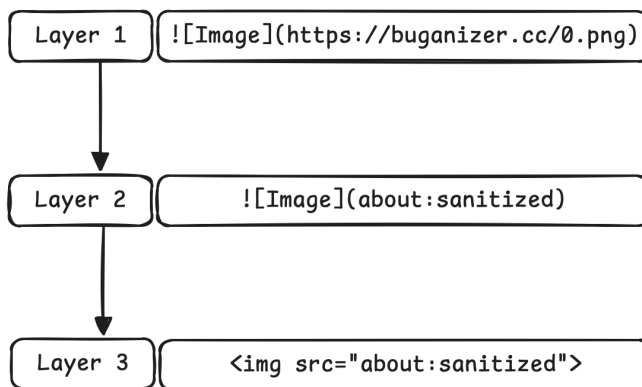 Layer 1 ![Image](https://buganizer.cc/0.png)
Layer 2 ![Image](about:sanitized)
Layer 3 <img src="about:sanitized">